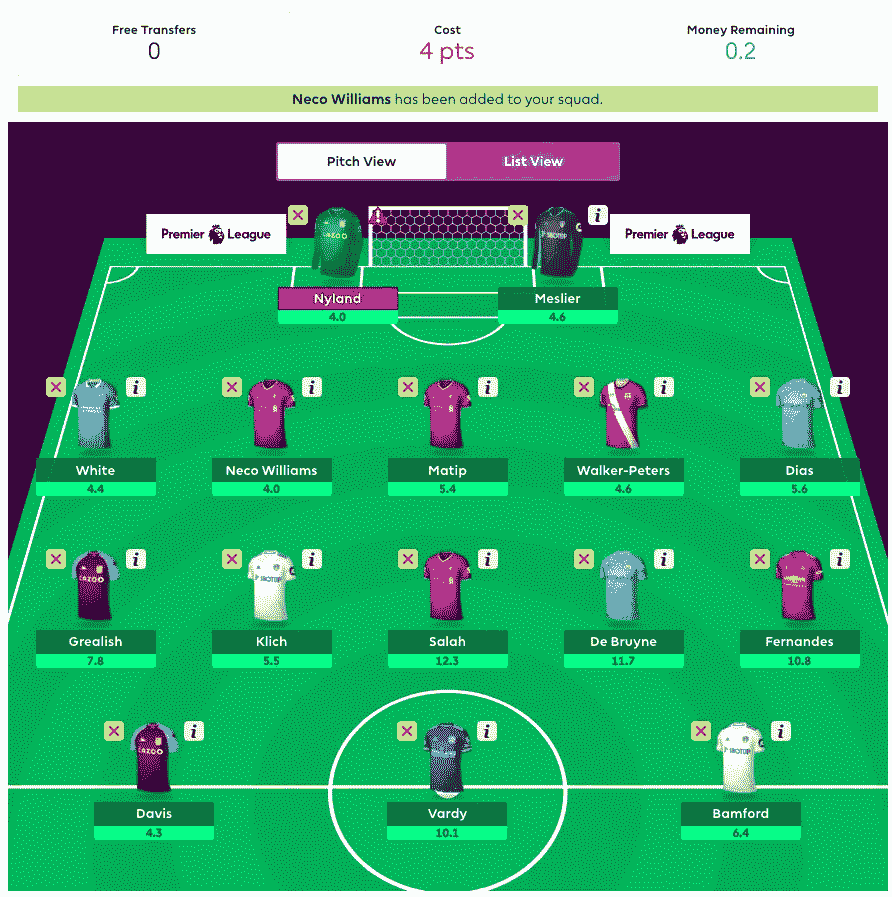 Free Transfers
0
Cost
4 pts
Money Remaining
0.2
Neco Williams has been added to your squad.
Pitch View
List View
Premier League
Premier League
CAZOO
Nyland
4.0
Meslier
4.6
White
4.4
Neco Williams
4.0
Matip
5.4
Walker-Peters
4.6
Dias
5.6
CAZOO
Grealish
7.8
Klich
5.5
Salah
12.3
De Bruyne
11.7
Fernandes
10.8
CAZOO
Davis
4.3
Vardy
10.1
Bamford
6.4